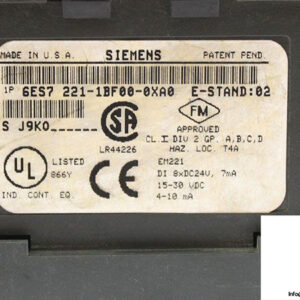 MADE IN U.S.A. SIEMENS PATENT PEND.
1P 6ES7 221-1BF00-0XA0 E-STAND:02
S J9K0______
SA
FM
LR44226
APPROVED
CL I DIV 2 GP. A,B,C,D
HAZ. LOC. T4A
UL
LISTED
866Y
IND. CONT. EQ.
CE
EM221
DI 8xDC24V, 7mA
15-30 VDC
4-10 mA